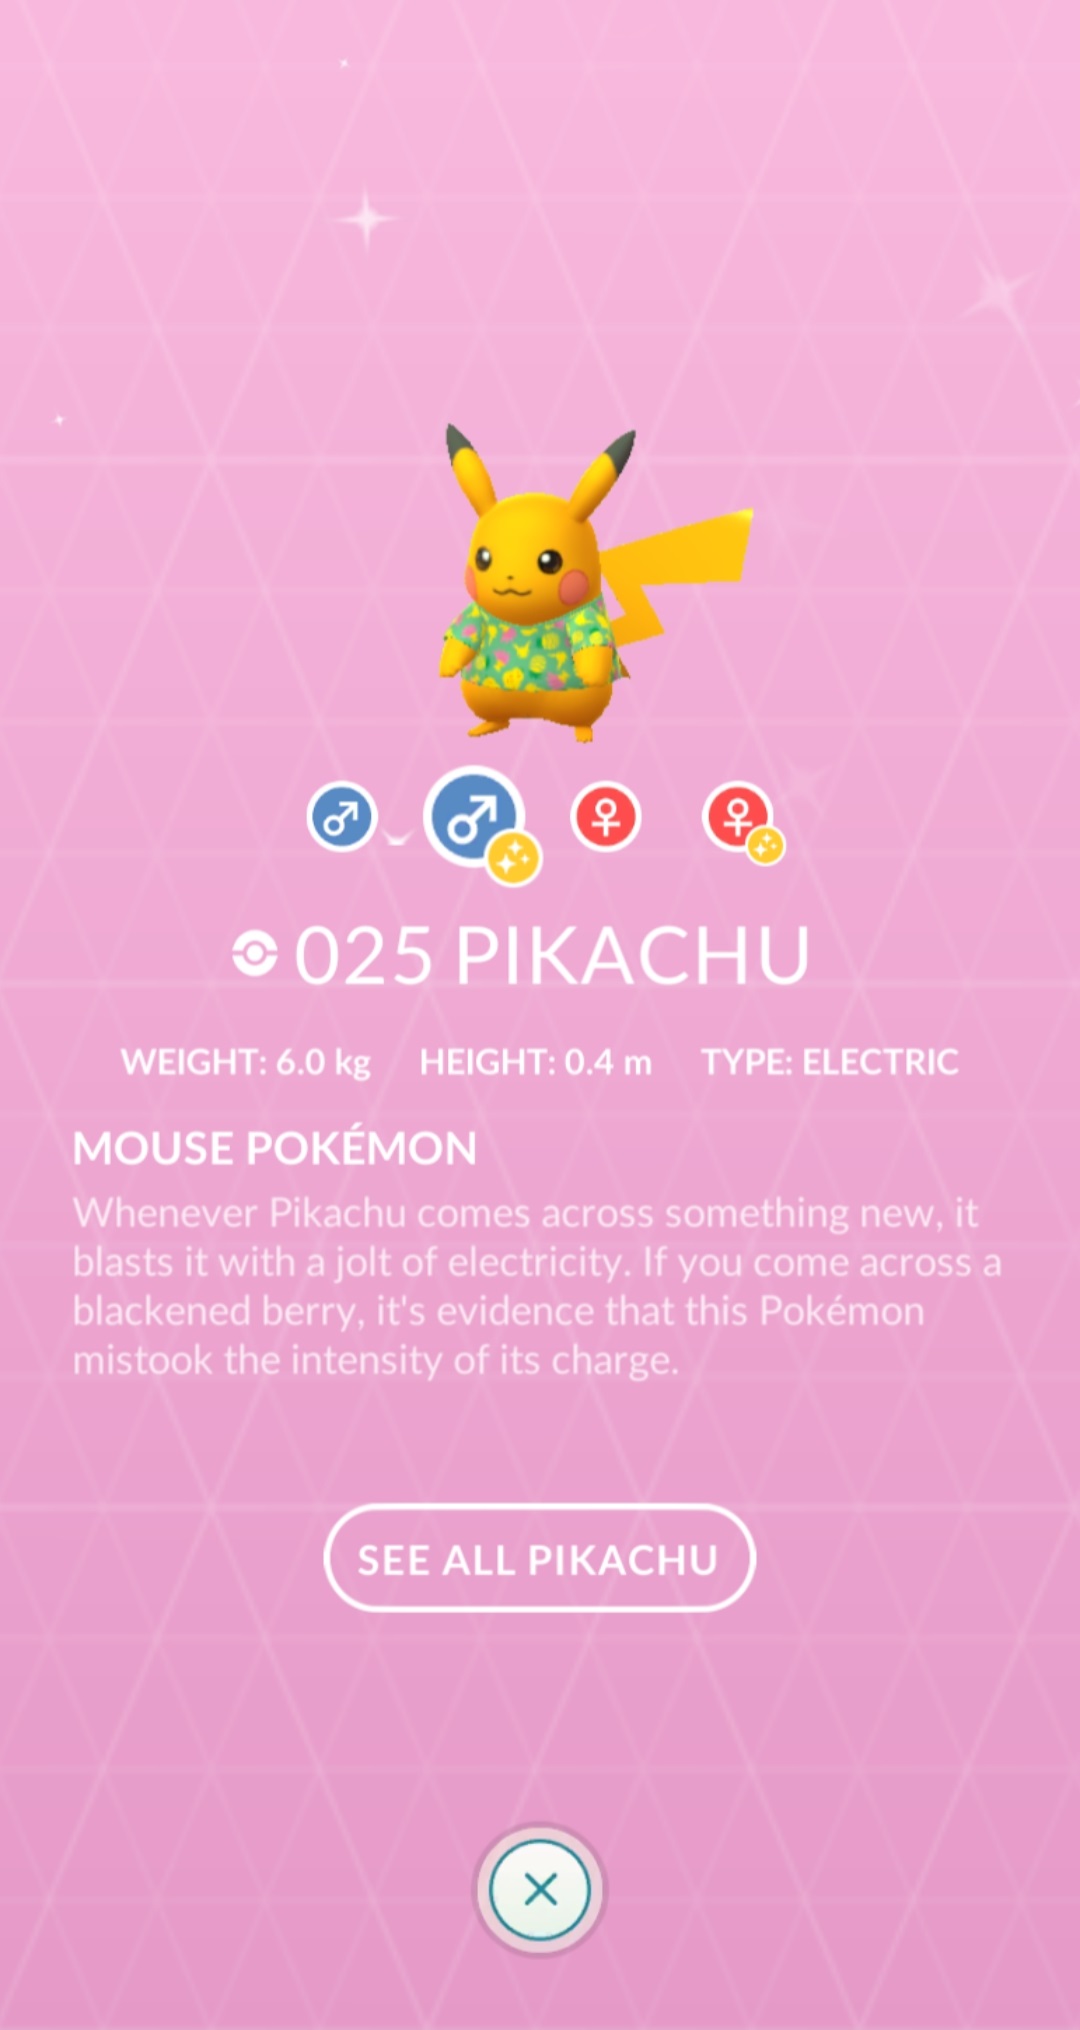 025 PIKACHU
WEIGHT: 6.0 kg HEIGHT: 0.4 m TYPE: ELECTRIC
MOUSE POKÉMON
Whenever Pikachu comes across something new, it
blasts it with a jolt of electricity. If you come across a
blackened berry, it's evidence that this Pokémon
mistook the intensity of its charge.
SEE ALL PIKACHU